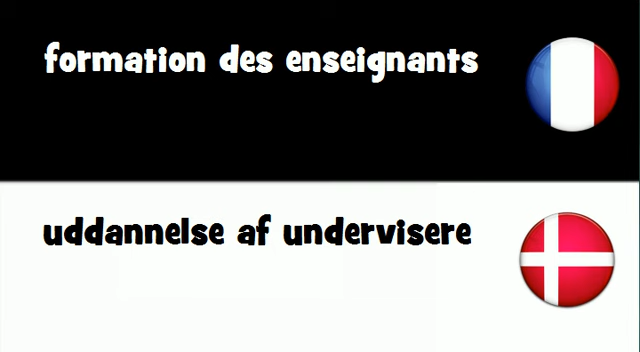 formation des enseignants
uddannelse af undervisere